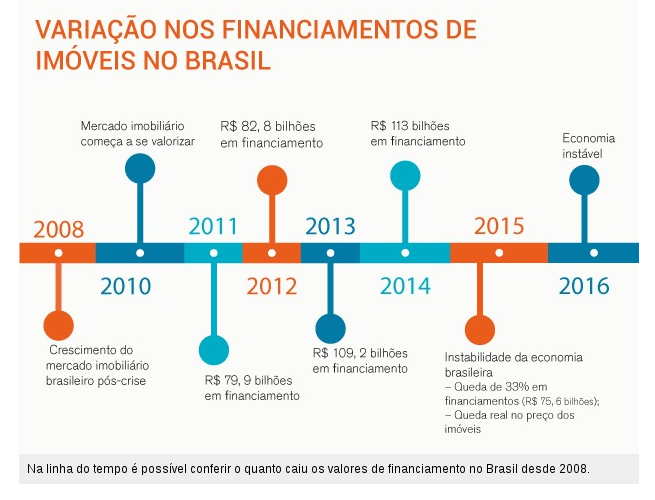 VARIAÇÃO NOS FINANCIAMENTOS DE
IMÓVEIS NO BRASIL
Mercado imobiliário
começa a se valorizar
R$ 82, 8 bilhões
em financiamento
R$ 113 bilhões
em financiamento
Economia
instável
2008
2011
2013
2015
2010
2012
2014
2016
Crescimento do
mercado imobiliário
brasileiro pós-crise
R$ 79, 9 bilhões
em financiamento
R$ 109, 2 bilhões
em financiamento
Instabilidade da economia
brasileira
– Queda de 33% em
financiamentos (R$ 75, 6 bilhões);
– Queda real no preço dos
imóveis
Na linha do tempo é possível conferir o quanto caiu os valores de financiamento no Brasil desde 2008.